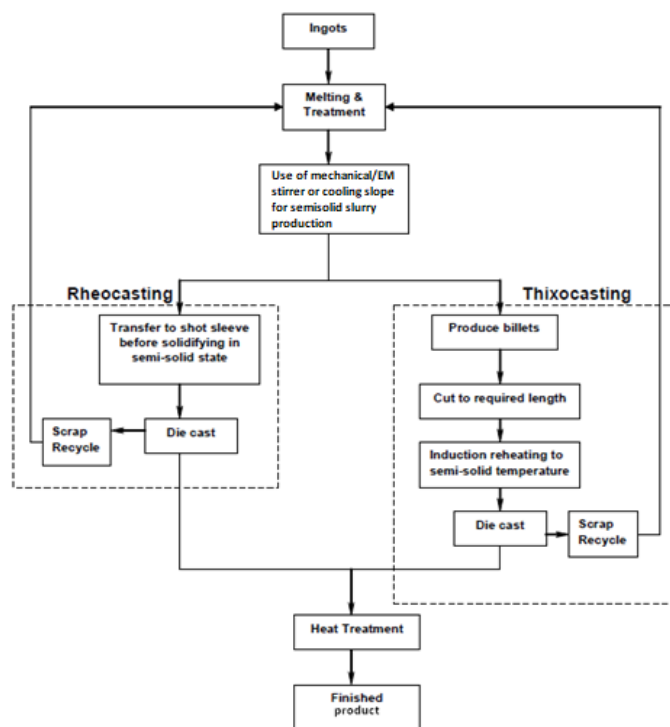 Ingots
Melting &
Treatment
Use of mechanical/EM
stirrer or cooling slope
for semisolid slurry
production
Rheocasting
Thixocasting
Transfer to shot sleeve
before solidifying in
semi-solid state
Produce billets
Cut to required length
Scrap
Recycle
Die cast
Induction reheating to
semi-solid temperature
Die cast
Scrap
Recycle
Heat Treatment
Finished
product